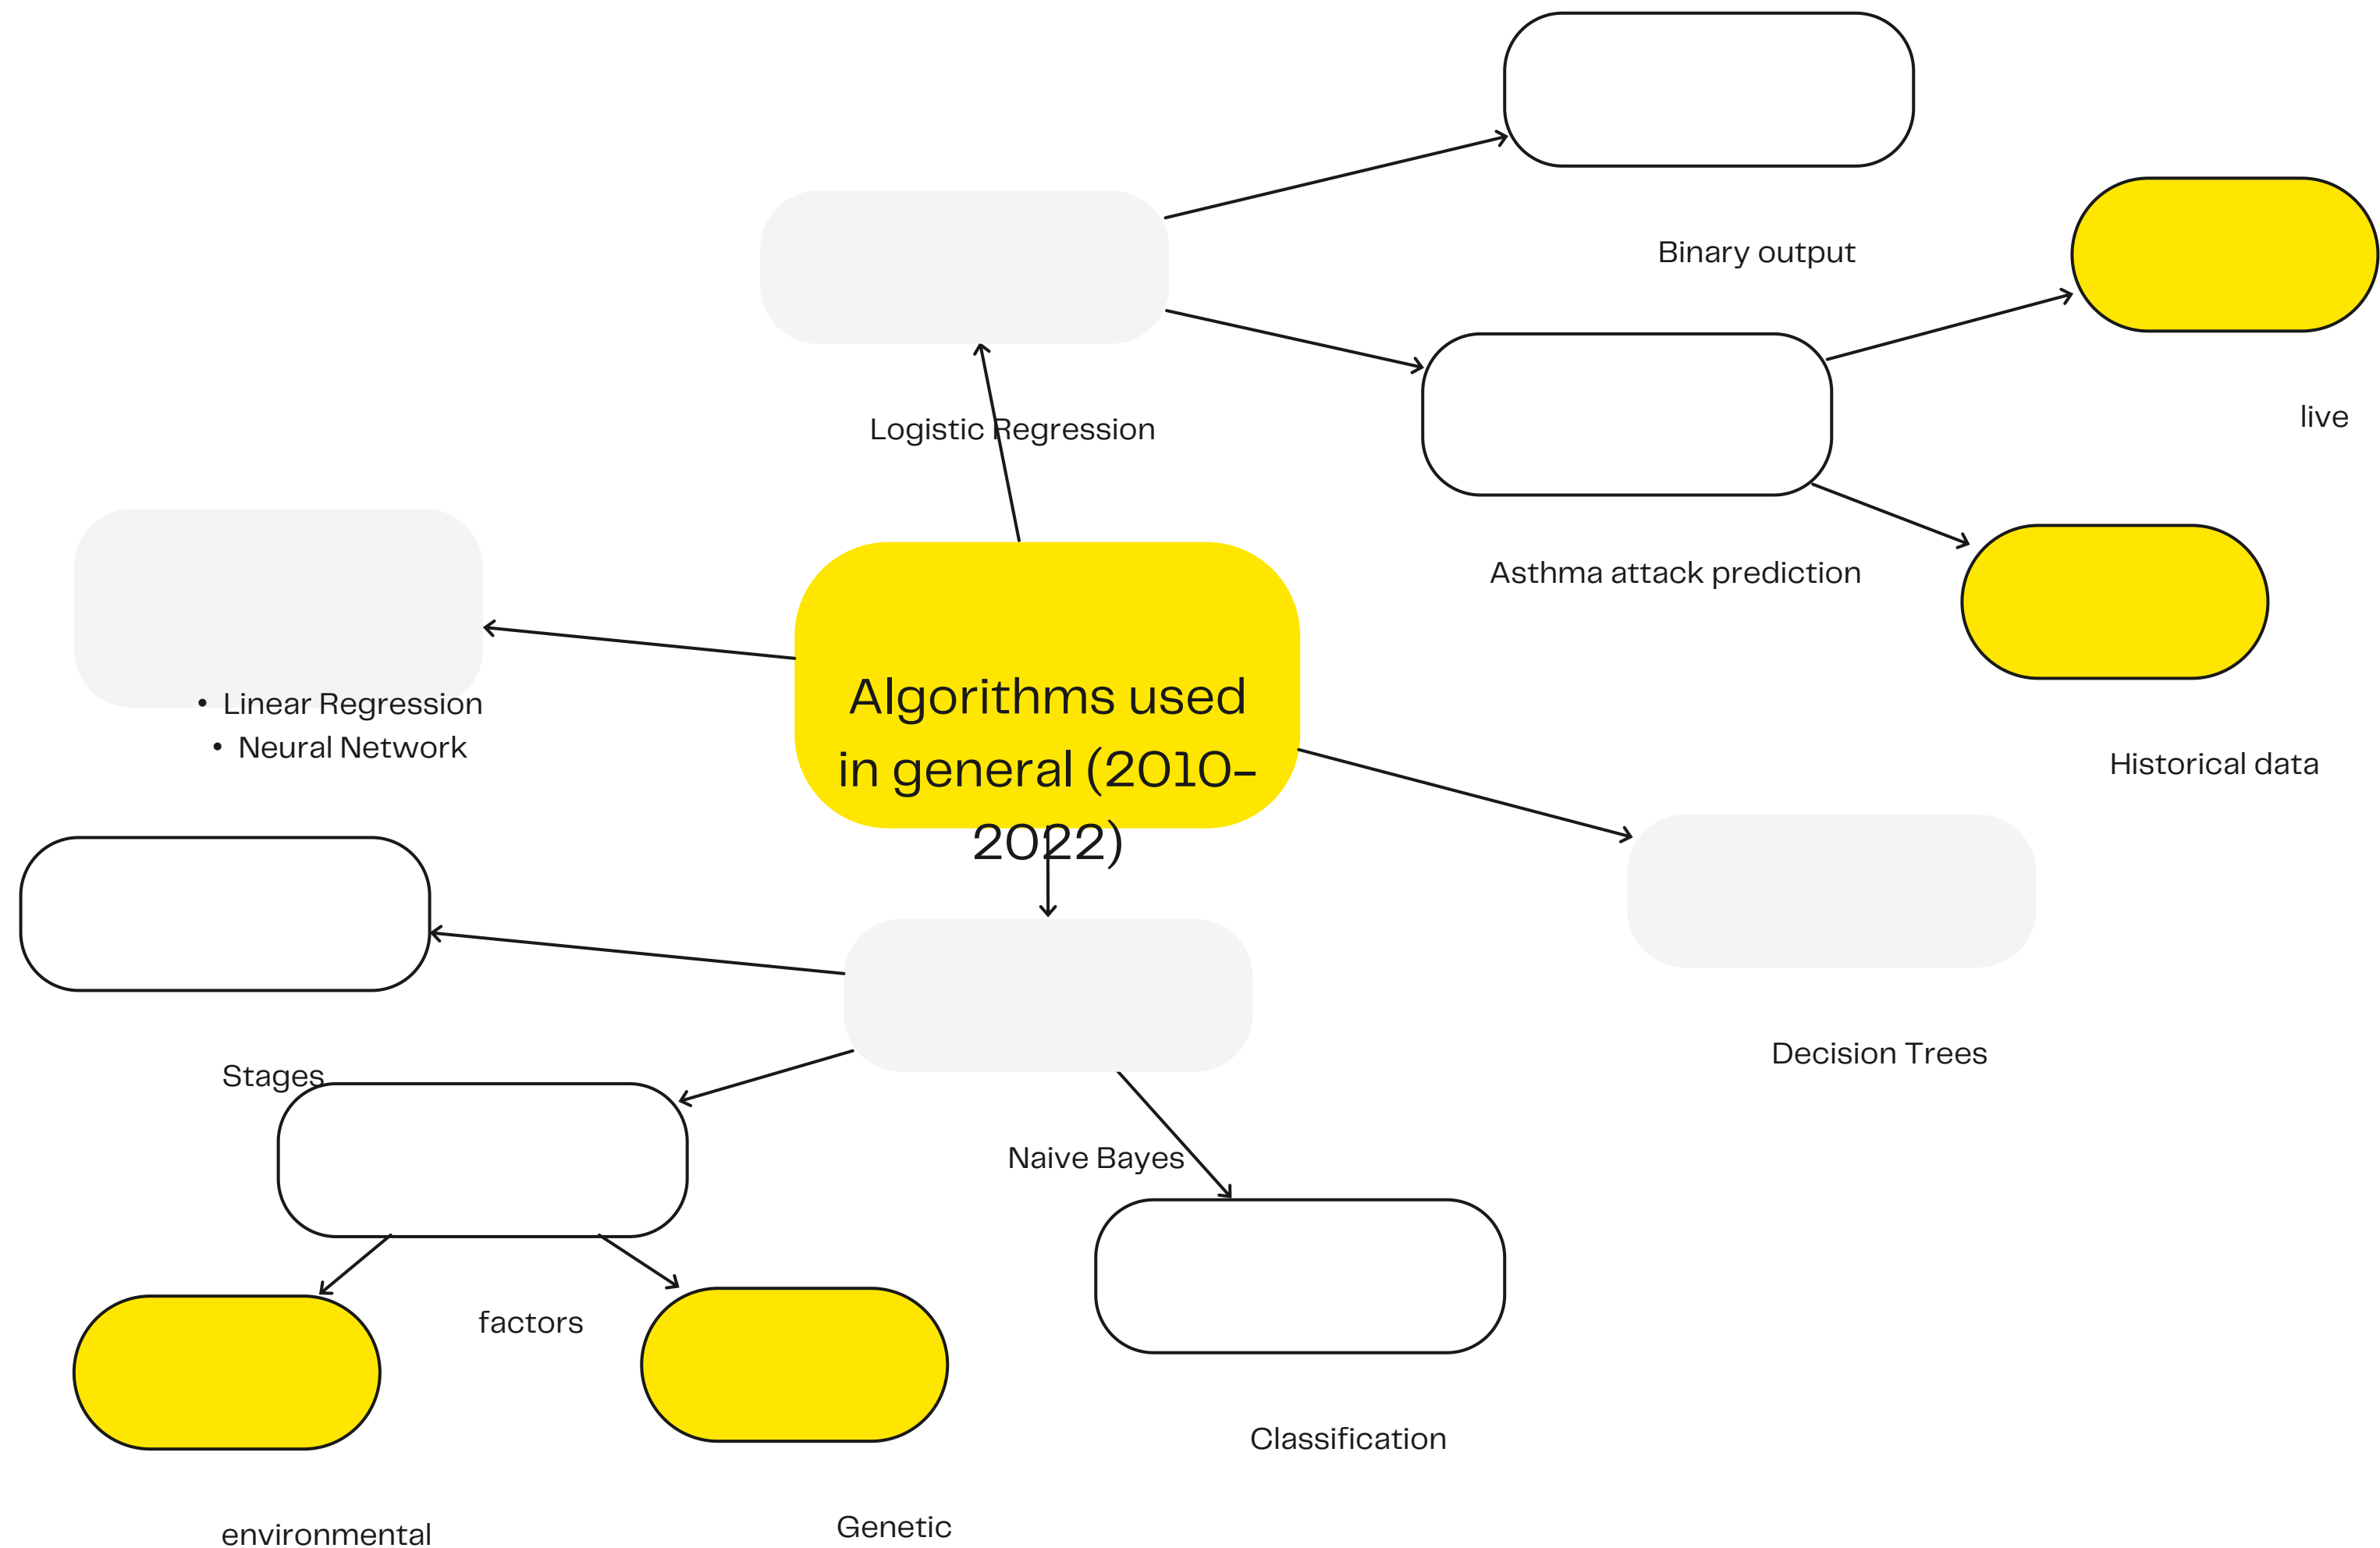 Binary output
live
Logistic Regression
Asthma attack prediction
• Linear Regression
• Neural Network
Algorithms used
in general (2010-
2022)
Historical data
Decision Trees
Stages
Naive Bayes
factors
Classification
environmental
Genetic